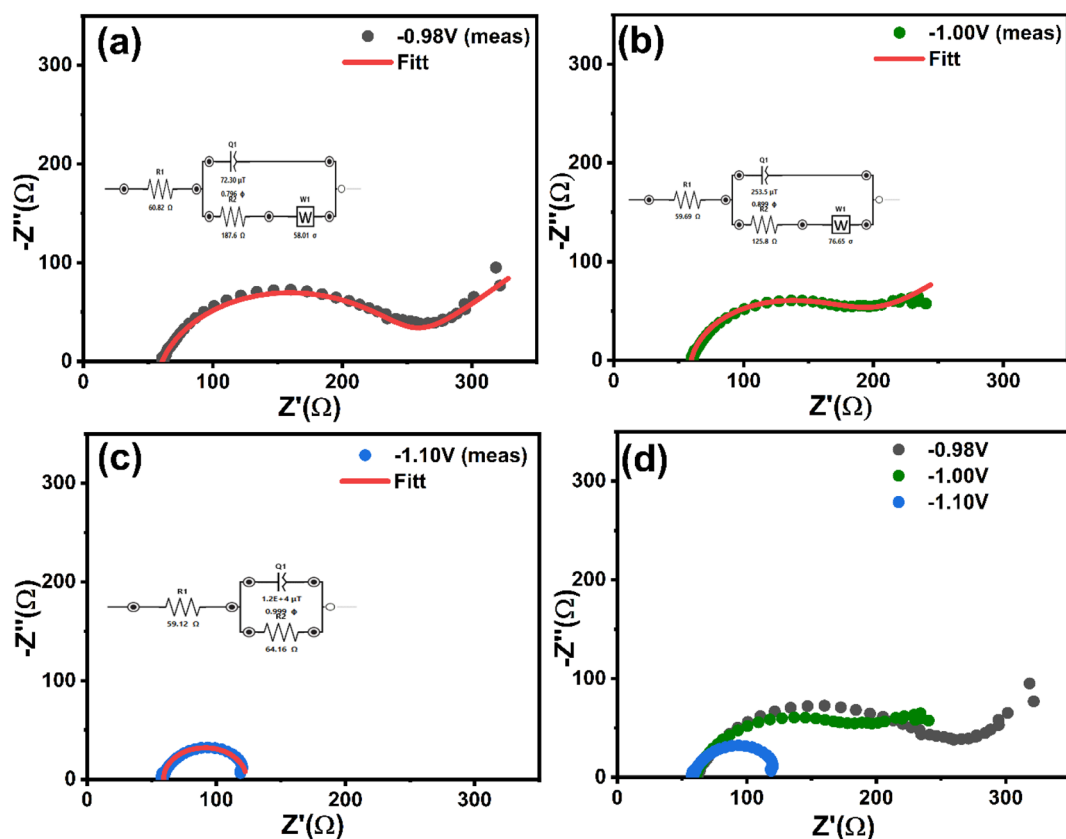 (a)
-0.98V (meas)
Fitt
-Z''(Ω)
300
200
100
0
0 100 200 300
Z'(Ω)
R1
60.82 Ω
Q1
72.30 µT
0.796 ϕ
R2
187.6 Ω
W1
W
58.01 σ
(b)
-1.00V (meas)
Fitt
-Z''(Ω)
300
200
100
0
0 100 200 300
Z'(Ω)
R1
59.69 Ω
Q1
253.5 µT
0.899 ϕ
R2
125.8 Ω
W1
W
76.65 σ
(c)
-1.10V (meas)
Fitt
-Z''(Ω)
300
200
100
0
0 100 200 300
Z'(Ω)
R1
59.12 Ω
Q1
1.2E+4 µT
0.999 ϕ
R2
64.16 Ω
(d)
-0.98V
-1.00V
-1.10V
-Z''(Ω)
300
200
100
0
0 100 200 300
Z'(Ω)